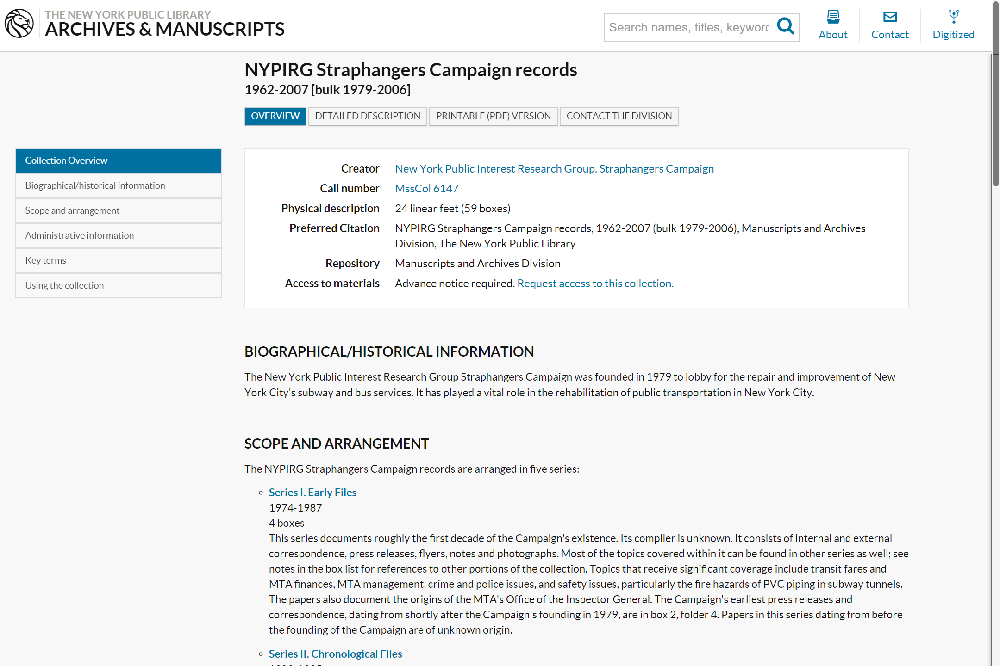 THE NEW YORK PUBLIC LIBRARY
ARCHIVES & MANUSCRIPTS
Search names, titles, keyword
About
Contact
Digitized
NYPIRG Straphangers Campaign records
1962-2007 [bulk 1979-2006]
OVERVIEW
DETAILED DESCRIPTION
PRINTABLE (PDF) VERSION
CONTACT THE DIVISION
Collection Overview
Biographical/historical information
Scope and arrangement
Administrative information
Key terms
Using the collection
Creator New York Public Interest Research Group. Straphangers Campaign
Call number MssCol 6147
Physical description 24 linear feet (59 boxes)
Preferred Citation NYPIRG Straphangers Campaign records, 1962-2007 (bulk 1979-2006), Manuscripts and Archives
Division, The New York Public Library
Repository Manuscripts and Archives Division
Access to materials Advance notice required. Request access to this collection.
BIOGRAPHICAL/HISTORICAL INFORMATION
The New York Public Interest Research Group Straphangers Campaign was founded in 1979 to lobby for the repair and improvement of New
York City's subway and bus services. It has played a vital role in the rehabilitation of public transportation in New York City.
SCOPE AND ARRANGEMENT
The NYPIRG Straphangers Campaign records are arranged in five series:
Series I. Early Files
1974-1987
4 boxes
This series documents roughly the first decade of the Campaign's existence. Its compiler is unknown. It consists of internal and external
correspondence, press releases, flyers, notes and photographs. Most of the topics covered within it can be found in other series as well; see
notes in the box list for references to other portions of the collection. Topics that receive significant coverage include transit fares and
MTA finances, MTA management, crime and police issues, and safety issues, particularly the fire hazards of PVC piping in subway tunnels.
The papers also document the origins of the MTA's Office of the Inspector General. The Campaign's earliest press releases and
correspondence, dating from shortly after the Campaign's founding in 1979, are in box 2, folder 4. Papers in this series dating from before
the founding of the Campaign are of unknown origin.
Series II. Chronological Files